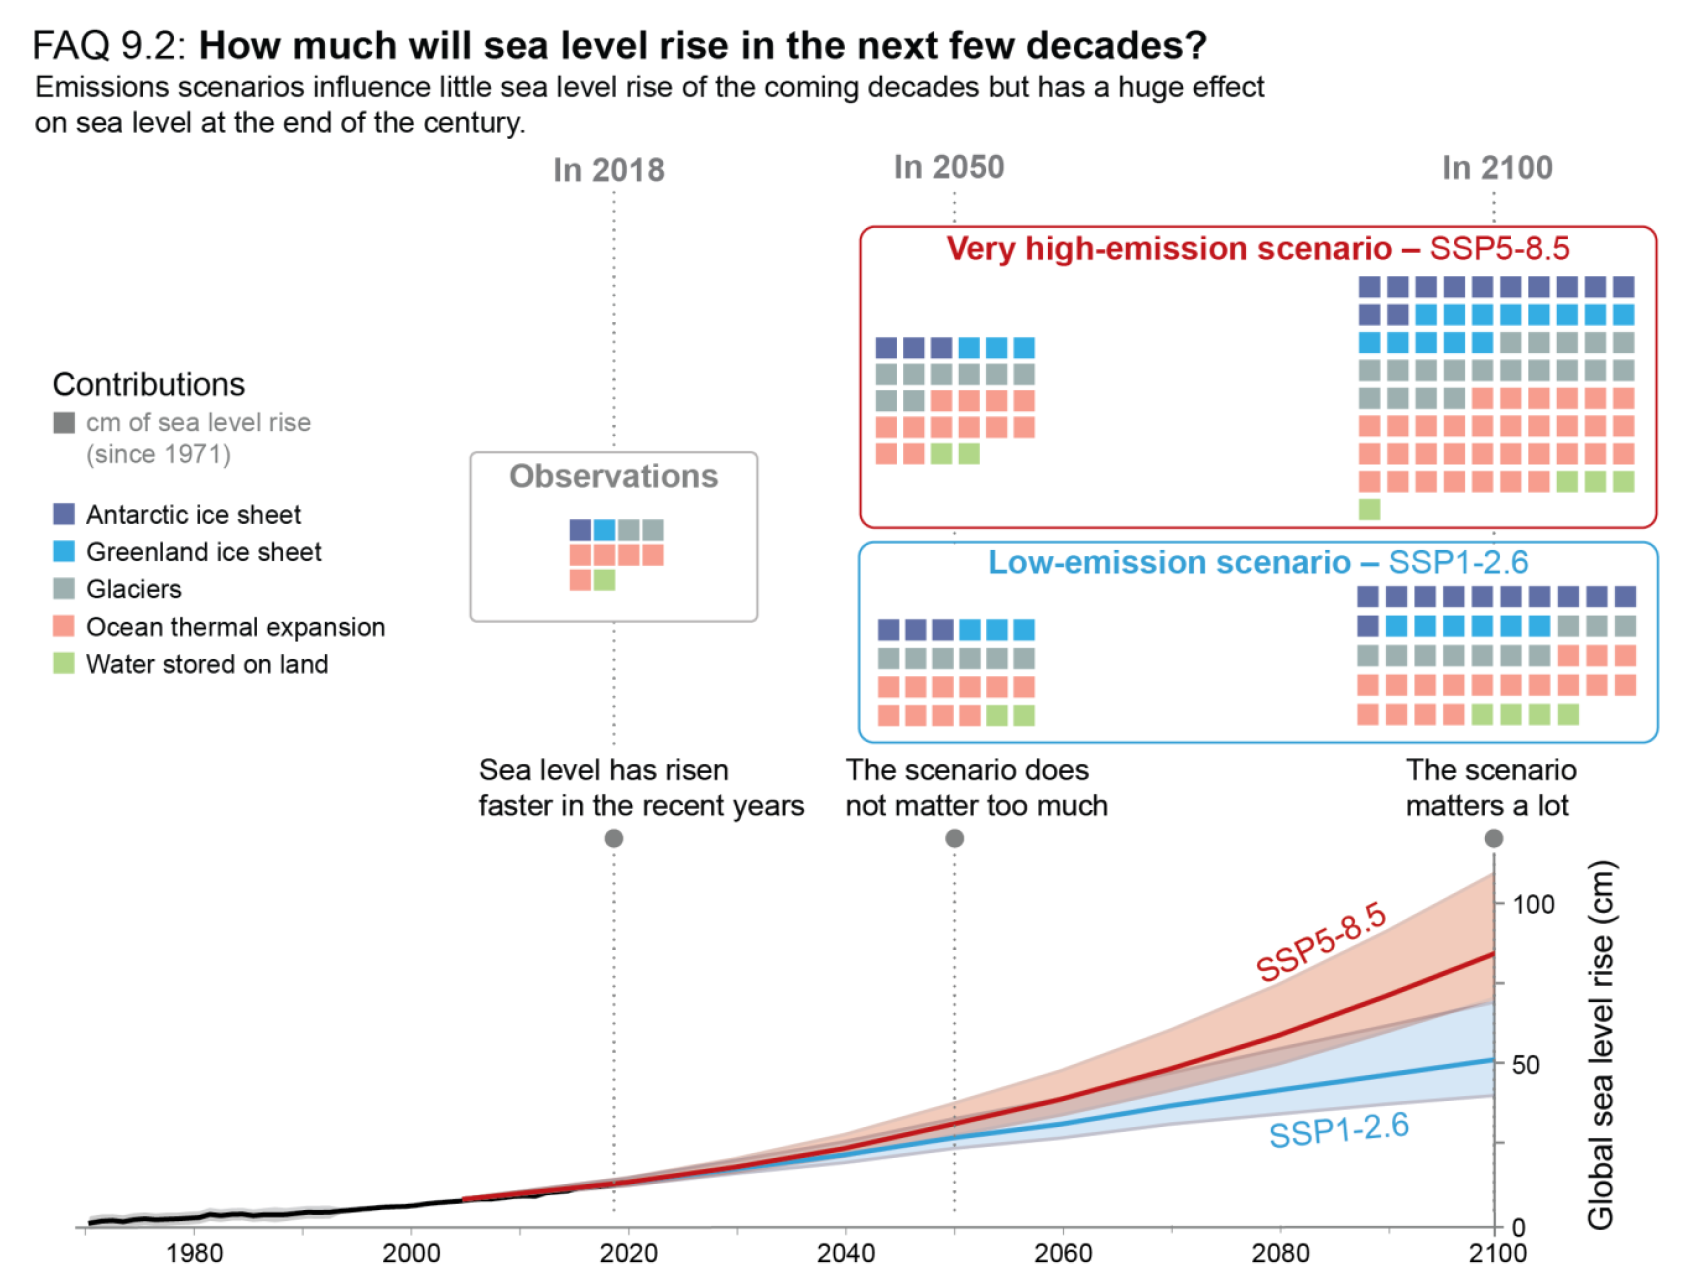 FAQ 9.2: How much will sea level rise in the next few decades?
Emissions scenarios influence little sea level rise of the coming decades but has a huge effect
on sea level at the end of the century.
In 2018
In 2050
In 2100
Very high-emission scenario – SSP5-8.5
Contributions
cm of sea level rise
(since 1971)
Antarctic ice sheet
Greenland ice sheet
Glaciers
Ocean thermal expansion
Water stored on land
Observations
Low-emission scenario – SSP1-2.6
Sea level has risen
faster in the recent years
The scenario does
not matter too much
The scenario
matters a lot
SSP5-8.5
SSP1-2.6
100
50
0
Global sea level rise (cm)
1980
2000
2020
2040
2060
2080
2100